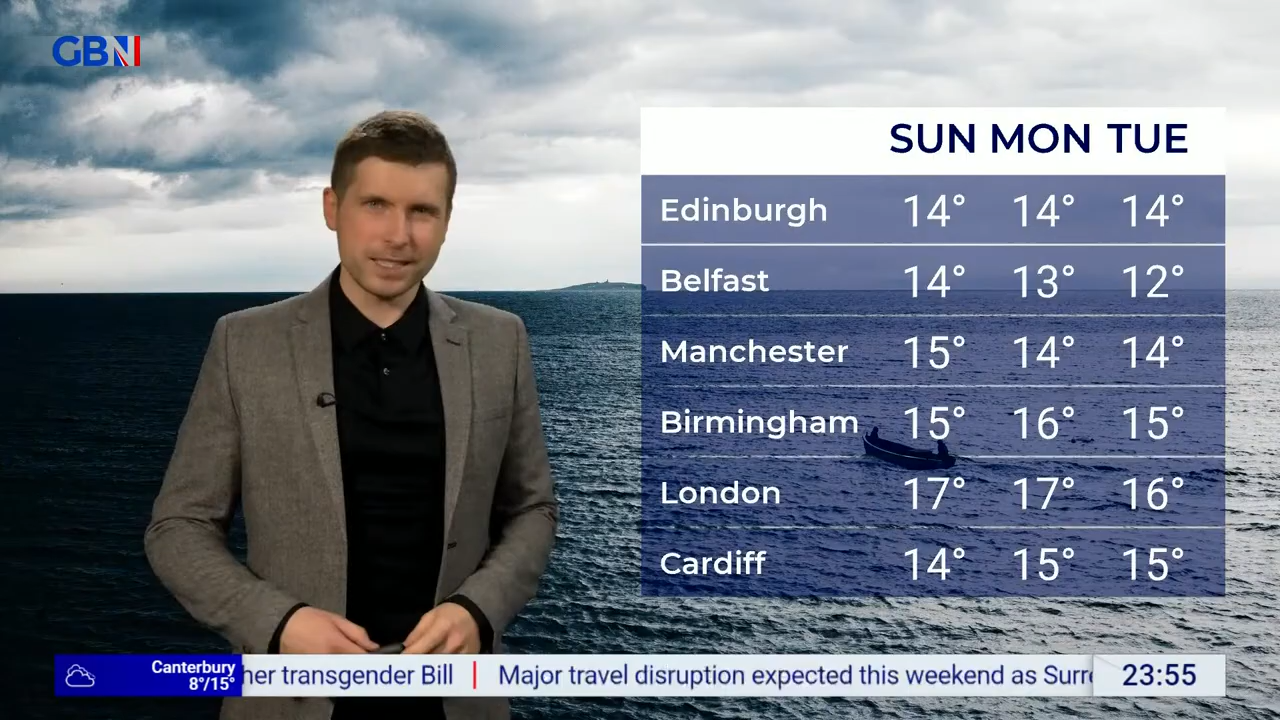 GBN
SUN MON TUE
Edinburgh 14° 14° 14°
Belfast 14° 13° 12°
Manchester 15° 14° 14°
Birmingham 15° 16° 15°
London 17° 17° 16°
Cardiff 14° 15° 15°
Canterbury
8°/15°
her transgender Bill | Major travel disruption expected this weekend as Surre
23:55